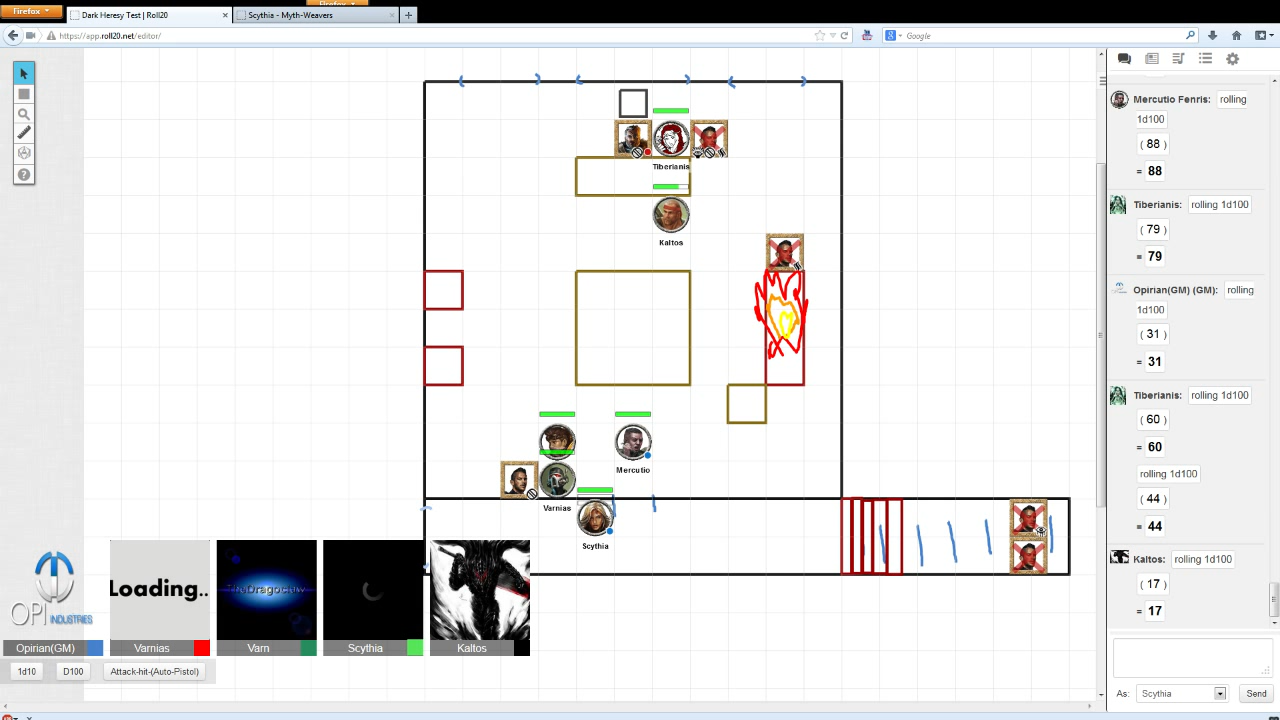 Firefox
Firefox
Dark Heresy Test | Roll20
Scythia - Myth-Weavers
https://app.roll20.net/editor/
Google
Mercutio Fenris:
rolling
1d100
( 88 )
= 88
Tiberianis:
rolling 1d100
( 79 )
= 79
Opirian(GM) (GM):
rolling
1d100
( 31 )
= 31
Tiberianis:
rolling 1d100
( 60 )
= 60
rolling 1d100
( 44 )
= 44
Kaltos:
rolling 1d100
( 17 )
= 17
As:
Scythia
Send
Tiberianis
Kaltos
Mercutio
Varnias
Scythia
OPI
INDUSTRIES
Loading..
Opirian(GM)
Varnias
Varn
Scythia
Kaltos
1d10
D100
Attack-hit-(Auto-Pistol)